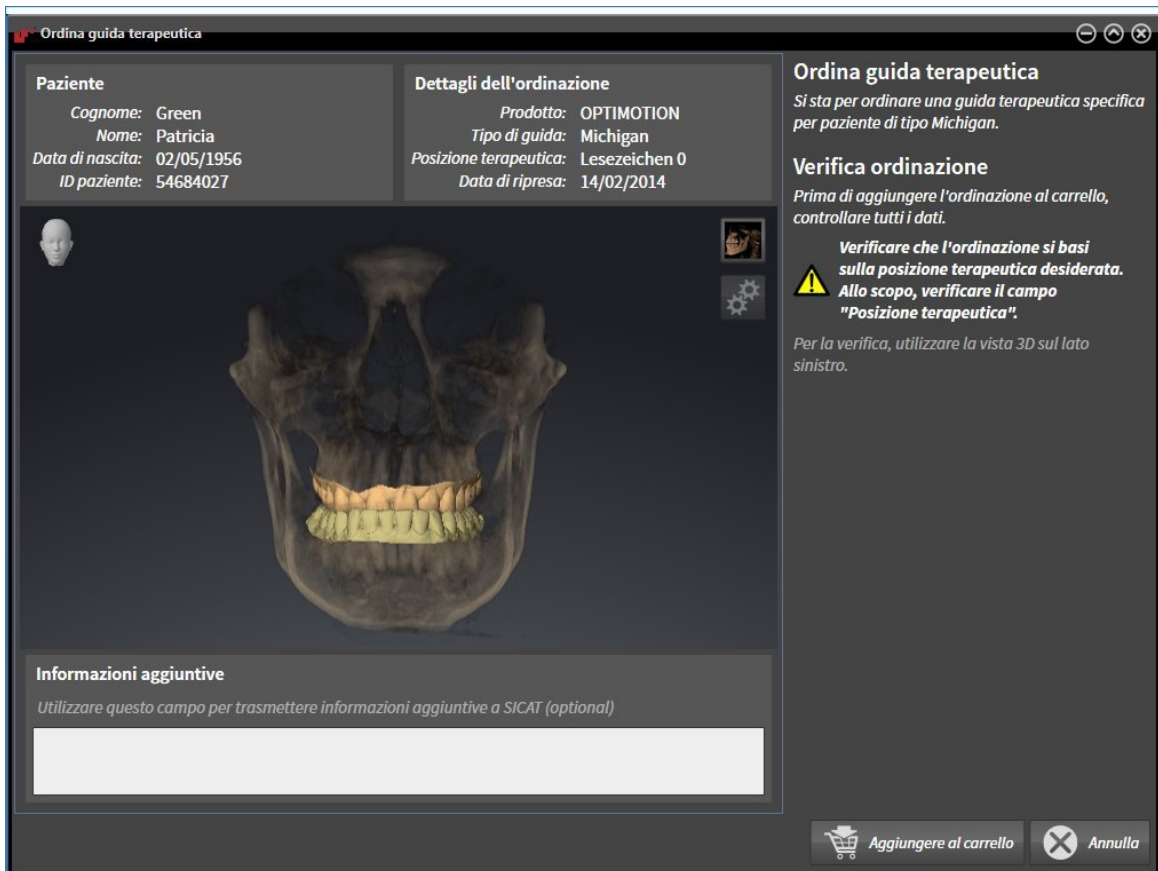 Ordina guida terapeutica
Paziente
Cognome: Green
Nome: Patricia
Data di nascita: 02/05/1956
ID paziente: 54684027
Dettagli dell'ordinazione
Prodotto: OPTIMOTION
Tipo di guida: Michigan
Posizione terapeutica: Lesezeichen 0
Data di ripresa: 14/02/2014
Informazioni aggiuntive
Utilizzare questo campo per trasmettere informazioni aggiuntive a SICAT (optional)
Ordina guida terapeutica
Si sta per ordinare una guida terapeutica specifica
per paziente di tipo Michigan.
Verifica ordinazione
Prima di aggiungere l'ordinazione al carrello,
controllare tutti i dati.
Verificare che l'ordinazione si basi
sulla posizione terapeutica desiderata.
Allo scopo, verificare il campo
"Posizione terapeutica".
Per la verifica, utilizzare la vista 3D sul lato
sinistro.
Aggiungere al carrello
Annulla